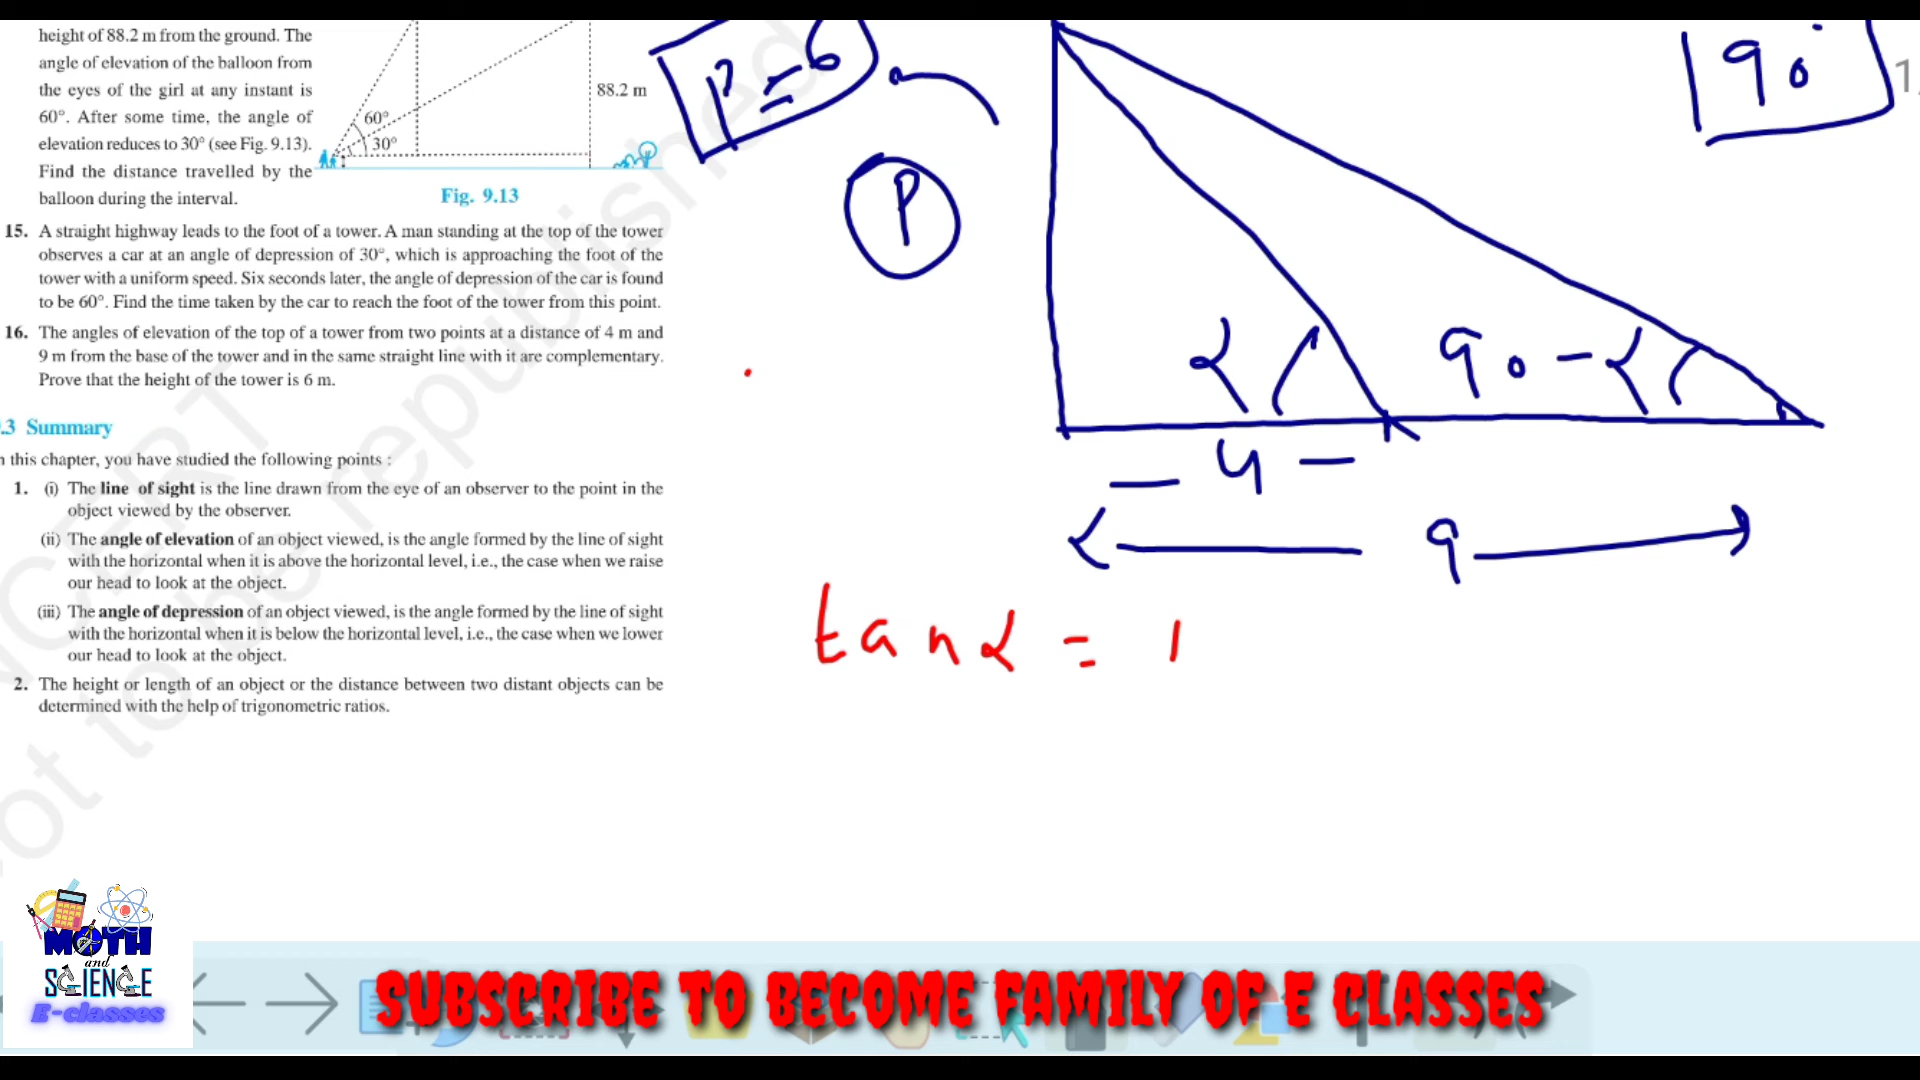 height of 88.2 m from the ground. The
angle of elevation of the balloon from
the eyes of the girl at any instant is
60°. After some time, the angle of
elevation reduces to 30° (see Fig. 9.13).
Find the distance travelled by the
balloon during the interval.
60°
30°
88.2 m
Fig. 9.13
15. A straight highway leads to the foot of a tower. A man standing at the top of the tower
observes a car at an angle of depression of 30°, which is approaching the foot of the
tower with a uniform speed. Six seconds later, the angle of depression of the car is found
to be 60°. Find the time taken by the car to reach the foot of the tower from this point.
16. The angles of elevation of the top of a tower from two points at a distance of 4 m and
9 m from the base of the tower and in the same straight line with it are complementary.
Prove that the height of the tower is 6 m.
.3 Summary
n this chapter, you have studied the following points :
1. (i) The line of sight is the line drawn from the eye of an observer to the point in the
object viewed by the observer.
(ii) The angle of elevation of an object viewed, is the angle formed by the line of sight
with the horizontal when it is above the horizontal level, i.e., the case when we raise
our head to look at the object.
(iii) The angle of depression of an object viewed, is the angle formed by the line of sight
with the horizontal when it is below the horizontal level, i.e., the case when we lower
our head to look at the object.
2. The height or length of an object or the distance between two distant objects can be
determined with the help of trigonometric ratios.
NCERT
not to be republished
P = 6
P
90°
α
90 - α
4
9
tan α =
MATH
and
SCIENCE
E-classes
SUBSCRIBE TO BECOME FAMILY OF E CLASSES